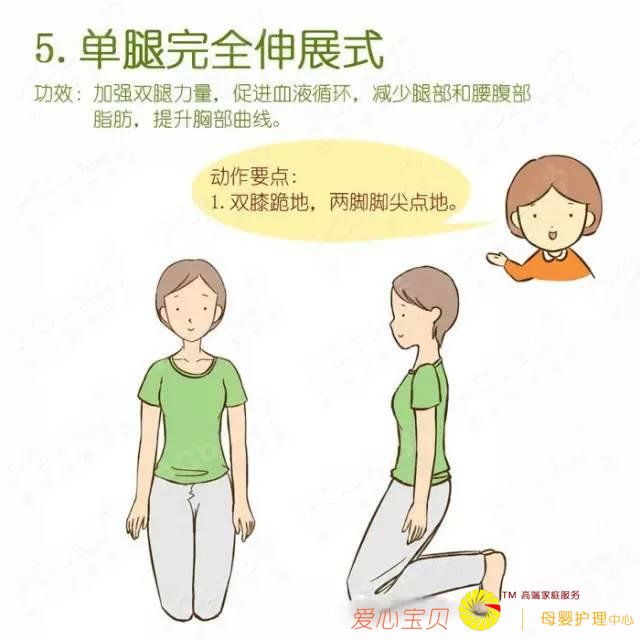 5. 单腿完全伸展式
功效：加强双腿力量，促进血液循环，减少腿部和腰腹部
脂肪，提升胸部曲线。
动作要点：
1. 双膝跪地，两脚脚尖点地。
TM 高端家庭服务
爱心宝贝 | 母婴护理中心